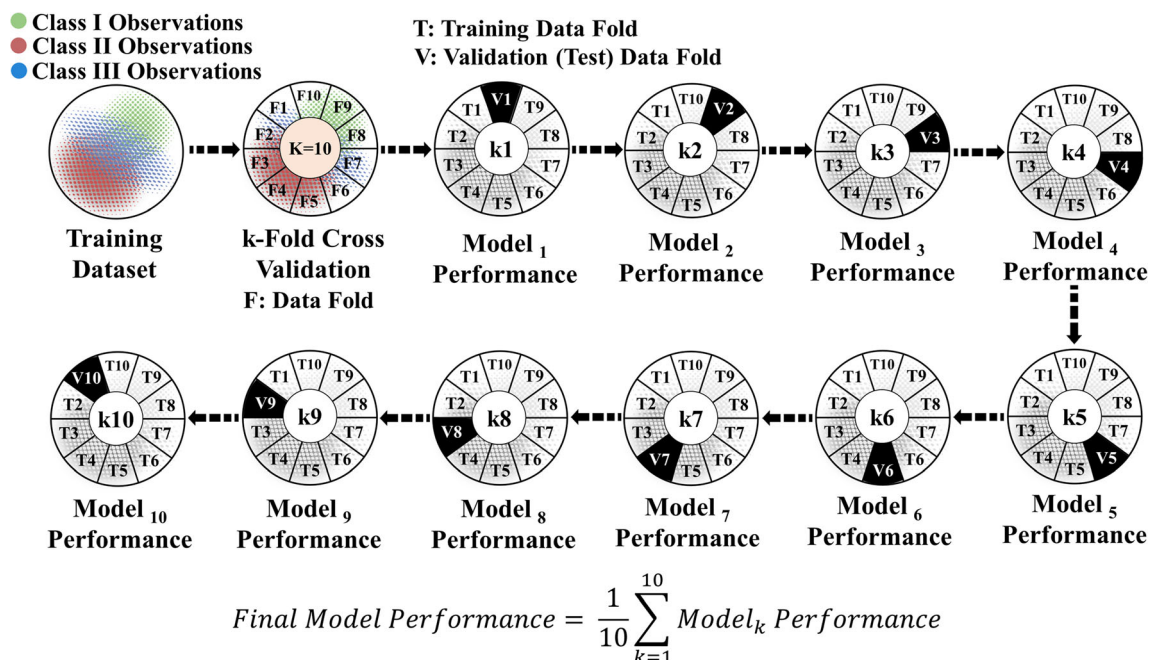 Class I Observations
Class II Observations
Class III Observations
T: Training Data Fold
V: Validation (Test) Data Fold
Training
Dataset
F10 F9 F8 F7 F6 F5 F4 F3 F2 F1
K=10
k-Fold Cross
Validation
F: Data Fold
V1 T9 T8 T7 T6 T5 T4 T3 T2 T1
k1
Model 1
Performance
T10 V2 T8 T7 T6 T5 T4 T3 T2 T1
k2
Model 2
Performance
T10 T9 V3 T7 T6 T5 T4 T3 T2 T1
k3
Model 3
Performance
T10 T9 T8 V4 T6 T5 T4 T3 T2 T1
k4
Model 4
Performance
T10 T9 T8 T7 T6 T5 T4 T3 V10 T2
k10
Model 10
Performance
T10 T9 T8 T7 T6 T5 T4 T3 V9 T1
k9
Model 9
Performance
T10 T9 T8 T7 T6 T5 T4 V8 T2 T1
k8
Model 8
Performance
T10 T9 T8 T7 T6 T5 V7 T3 T2 T1
k7
Model 7
Performance
T10 T9 T8 T7 T6 V6 T4 T3 T2 T1
k6
Model 6
Performance
T10 T9 T8 T7 V5 T5 T4 T3 T2 T1
k5
Model 5
Performance
Final Model Performance = 1/10 ∑ k=1 10 Model k Performance